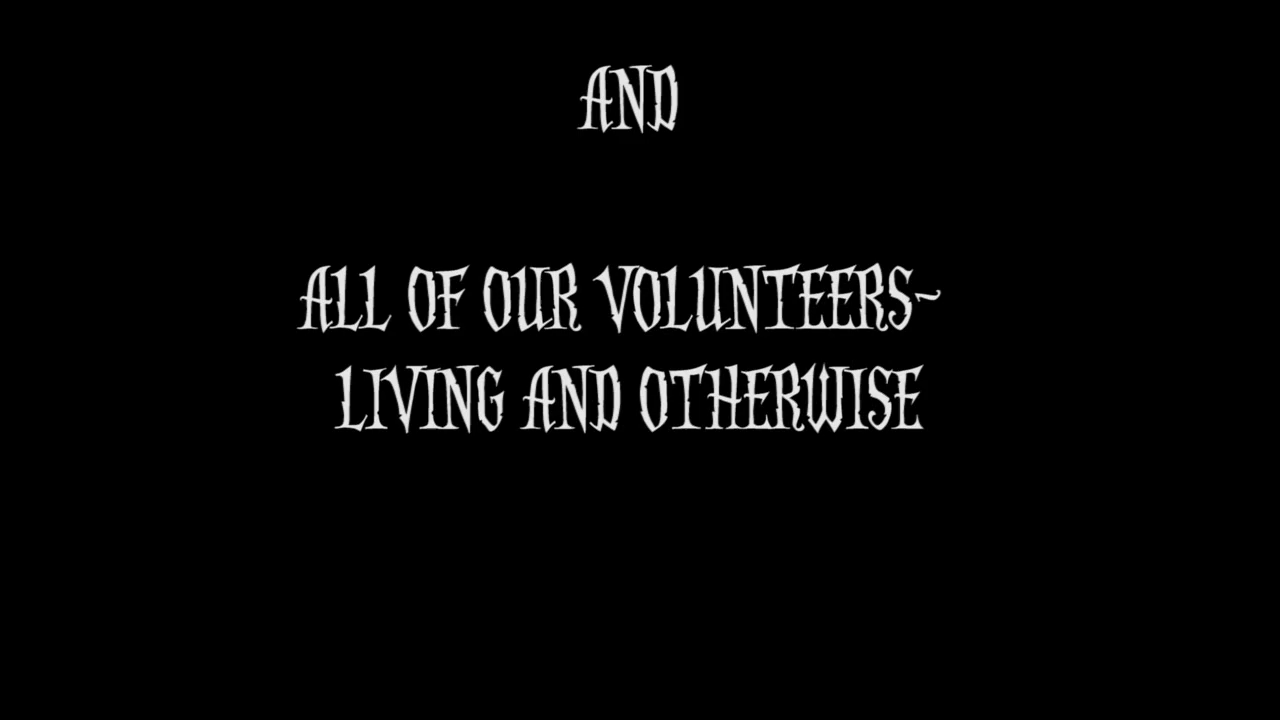 AND
ALL OF OUR VOLUNTEERS~
LIVING AND OTHERWISE